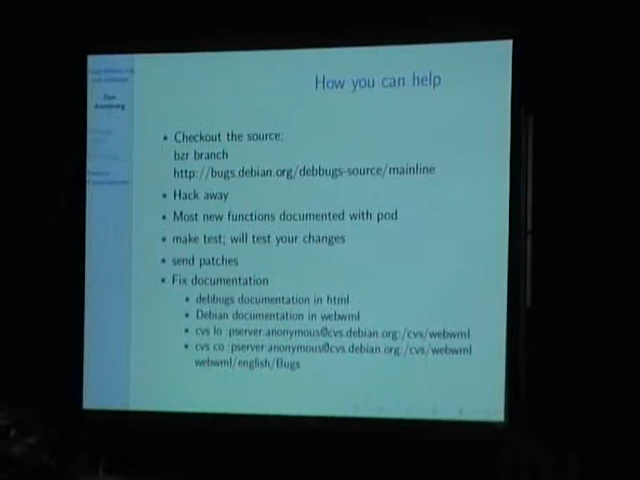 How you can help
Don
Armstrong
• Checkout the source:
bzr branch
http://bugs.debian.org/debbugs-source/mainline
• Hack away
• Most new functions documented with pod
• make test; will test your changes
• send patches
• Fix documentation
• debbugs documentation in html
• Debian documentation in webwml
• cvs lo :pserver:anonymous@cvs.debian.org:/cvs/webwml
• cvs co :pserver:anonymous@cvs.debian.org:/cvs/webwml
webwml/english/Bugs